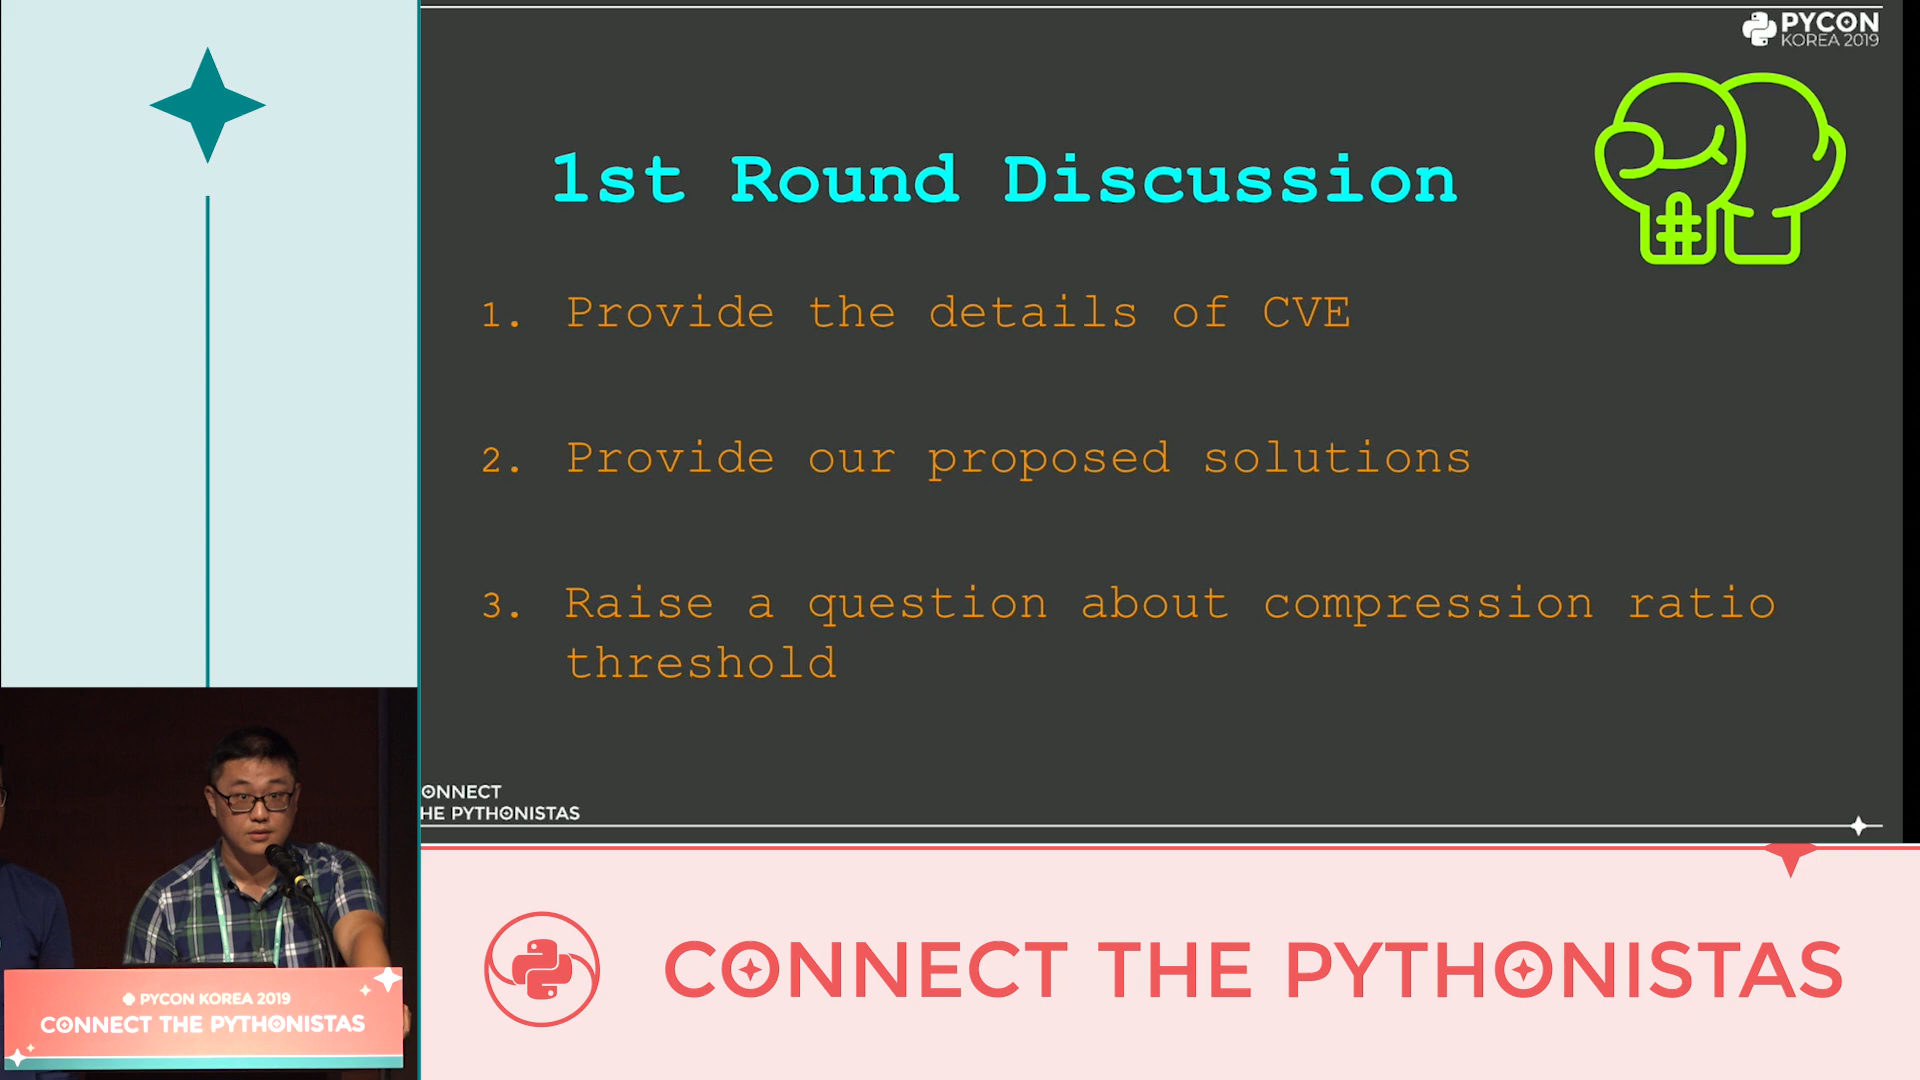 PYCON
KOREA 2019
1st Round Discussion
1. Provide the details of CVE
2. Provide our proposed solutions
3. Raise a question about compression ratio
threshold
ONNECT
HE PYTHONISTAS
PYCON KOREA 2019
CONNECT THE PYTHONISTAS
CONNECT THE PYTHONISTAS